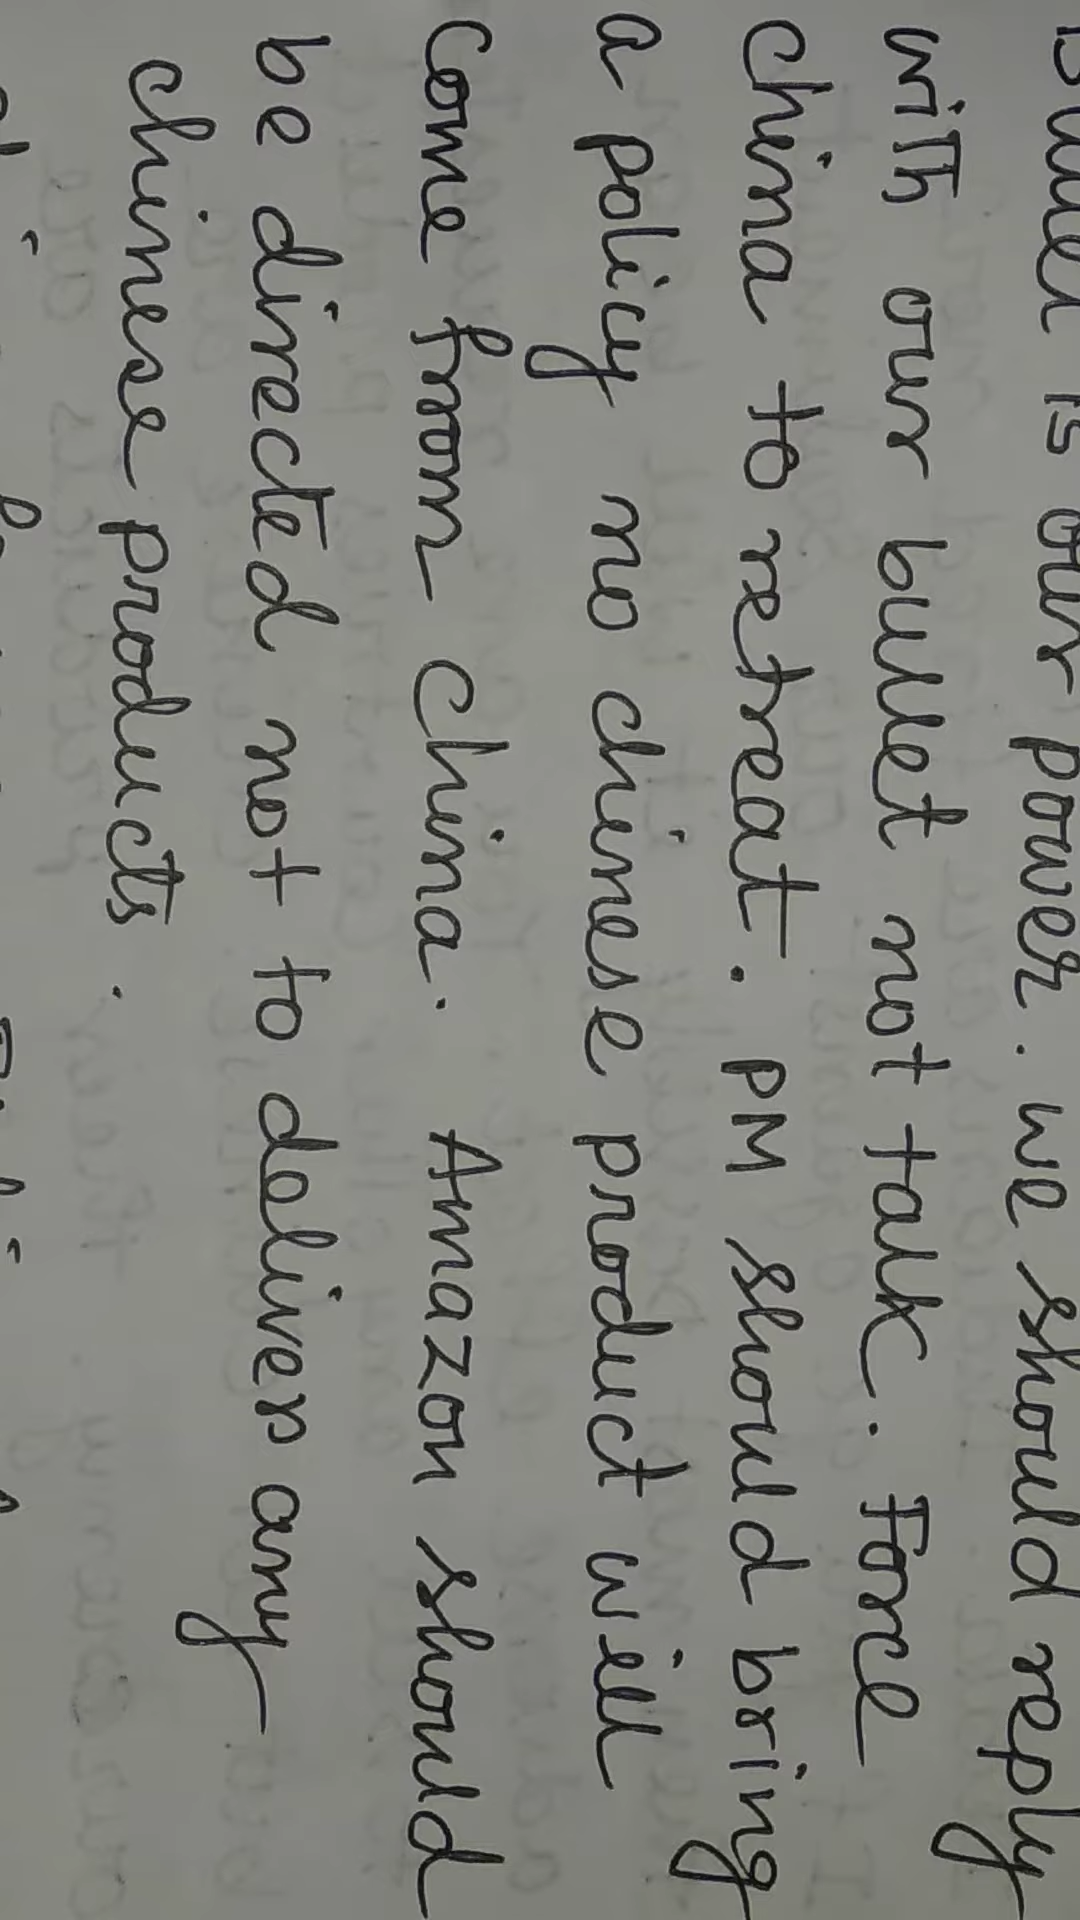 is our power. we should reply
with our bullet not talk. Force
China to retreat. PM should bring
a policy no chinese product will
come from China. Amazon should
be directed not to deliver any
chinese products.